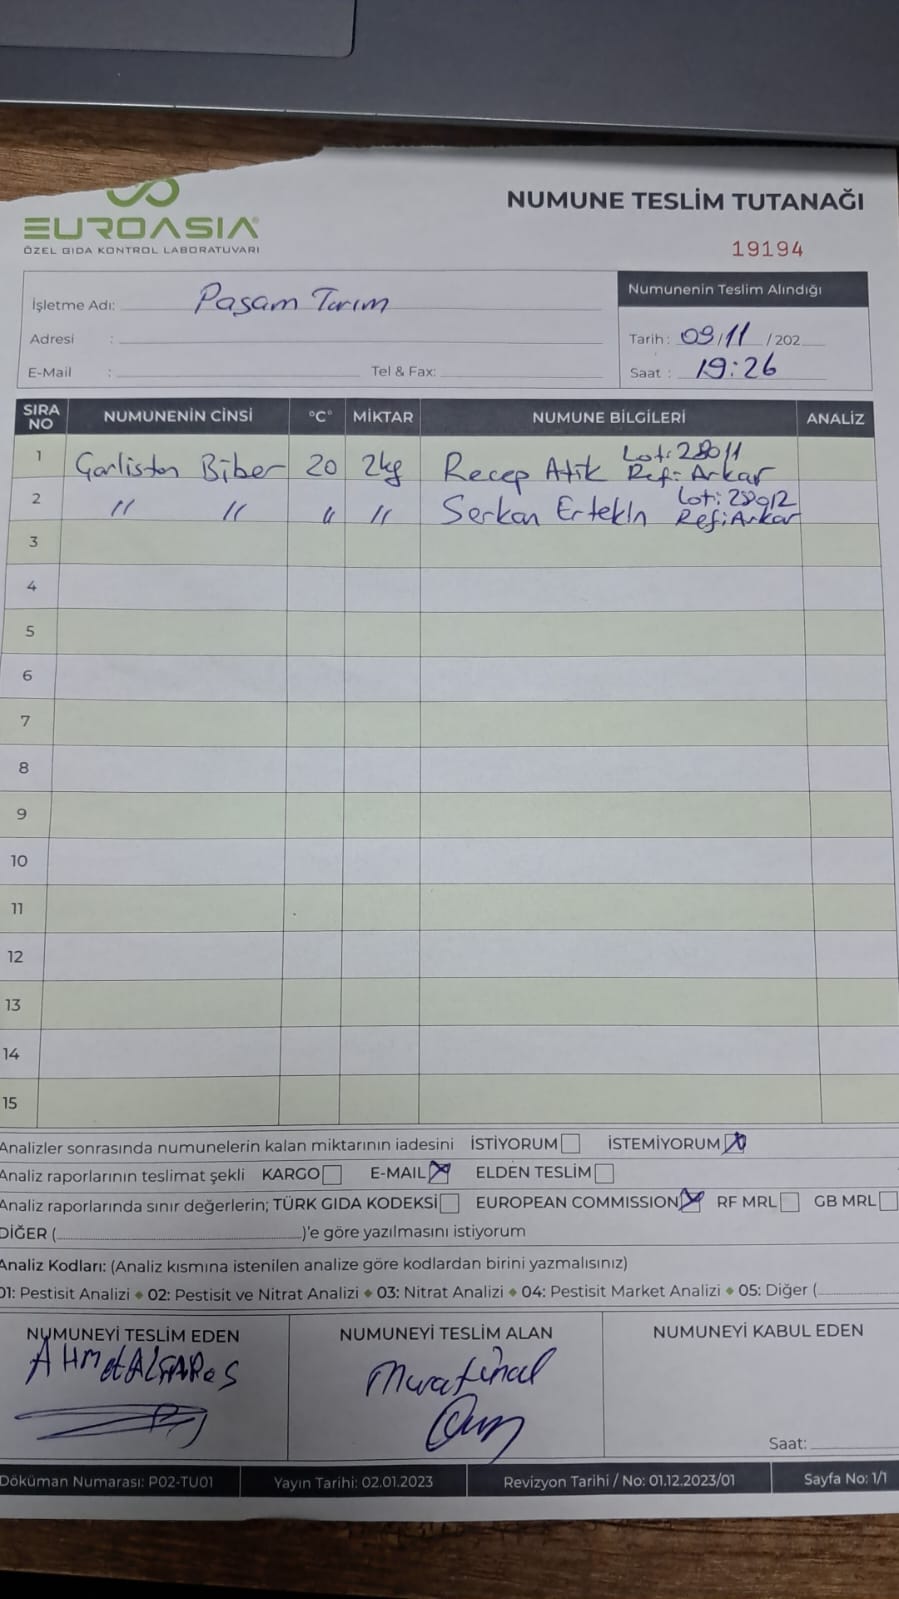 EUROASIA®
ÖZEL GIDA KONTROL LABORATUVARI
NUMUNE TESLİM TUTANAĞI
19194
İşletme Adı: Paşam Tarım
Adresi :
E-Mail : Tel & Fax:
Numunenin Teslim Alındığı
Tarih : 09/11/202
Saat : 19:26
SIRA NO NUMUNENİN CİNSİ °C° MİKTAR NUMUNE BİLGİLERİ ANALİZ
1 Garliston Biber 20 2kg Recep Atik Lot: 28011 Ref: Arkar
2 " " " " Serkan Ertekin Lot: Ref: Arkar
3
4
5
6
7
8
9
10
11
12
13
14
15
Analizler sonrasında numunelerin kalan miktarının iadesini İSTİYORUM İSTEMİYORUM
Analiz raporlarının teslimat şekli KARGO E-MAIL ELDEN TESLİM
Analiz raporlarında sınır değerlerin; TÜRK GIDA KODEKSİ EUROPEAN COMMISSION RF MRL GB MRL
DİĞER ( )'e göre yazılmasını istiyorum
Analiz Kodları: (Analiz kısmına istenilen analize göre kodlardan birini yazmalısınız)
01: Pestisit Analizi ◆ 02: Pestisit ve Nitrat Analizi ◆ 03: Nitrat Analizi ◆ 04: Pestisit Market Analizi ◆ 05: Diğer (
NUMUNEYİ TESLİM EDEN NUMUNEYİ TESLİM ALAN NUMUNEYİ KABUL EDEN
AHMet ALFARes Murat İnal
Saat:
Döküman Numarası: P02-TU01 Yayın Tarihi: 02.01.2023 Revizyon Tarihi / No: 01.12.2023/01 Sayfa No: 1/1